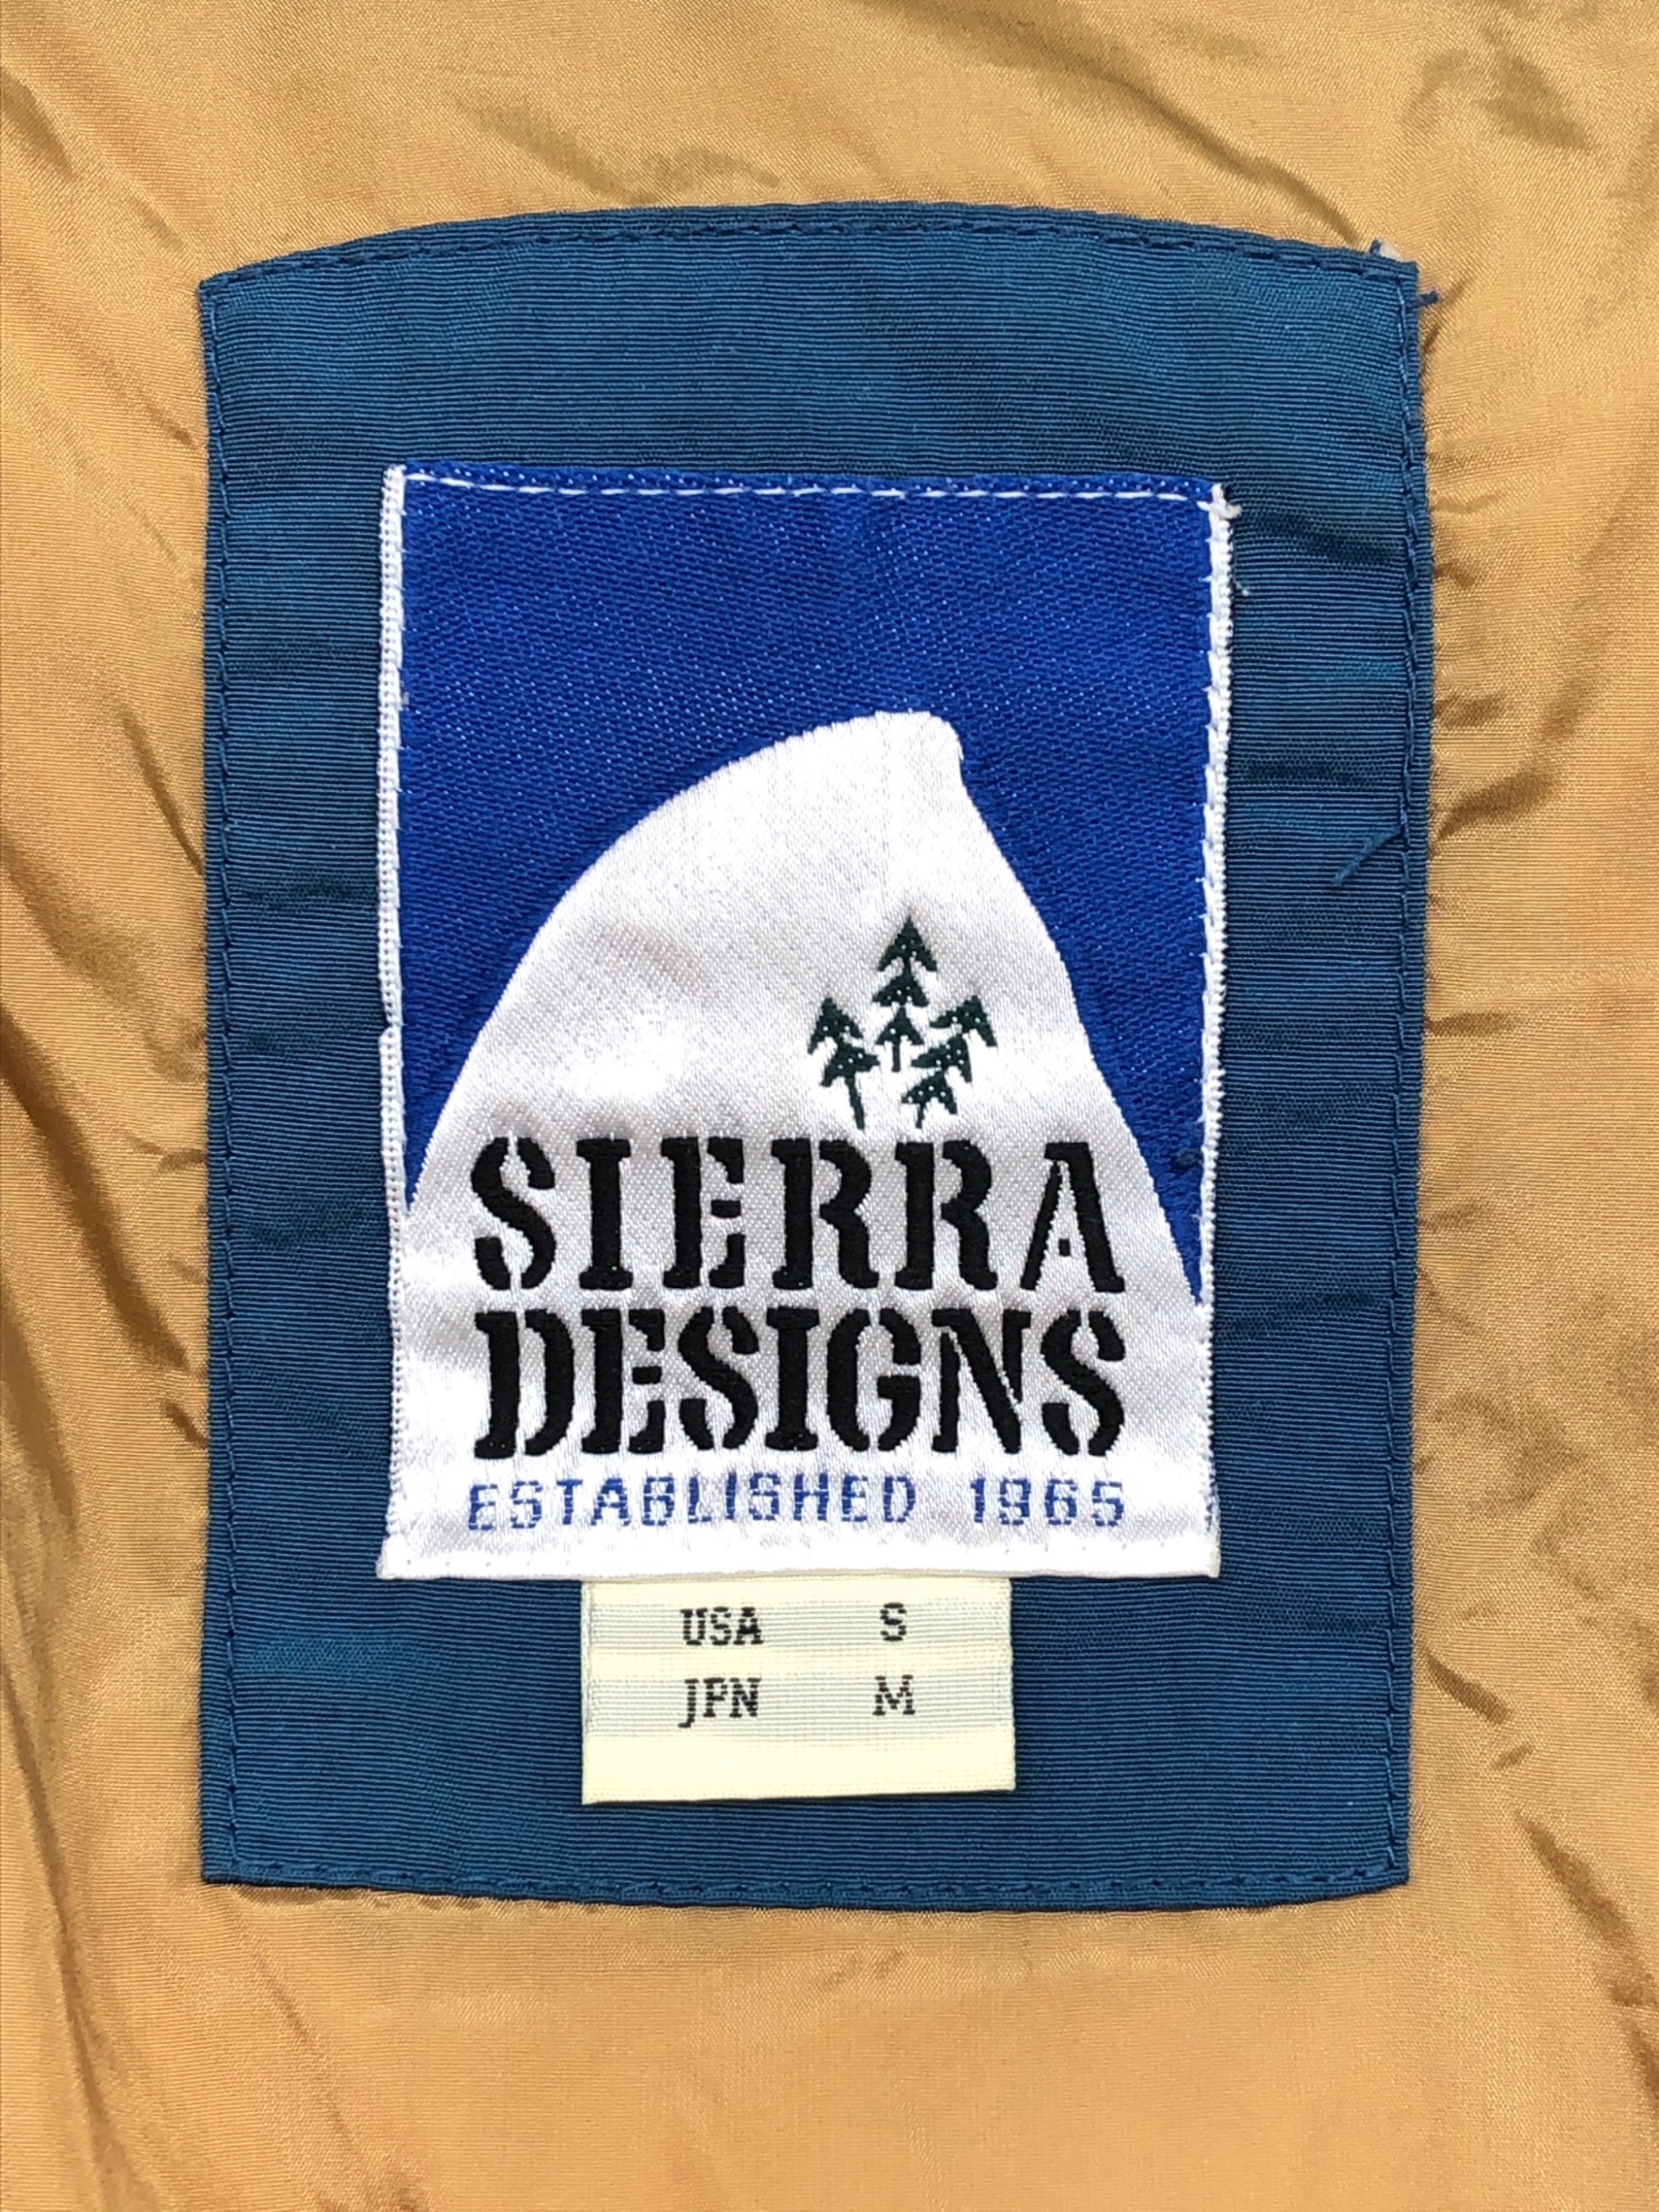 SIERRA
DESIGNS
ESTABLISHED 1965
USA S
JPN M